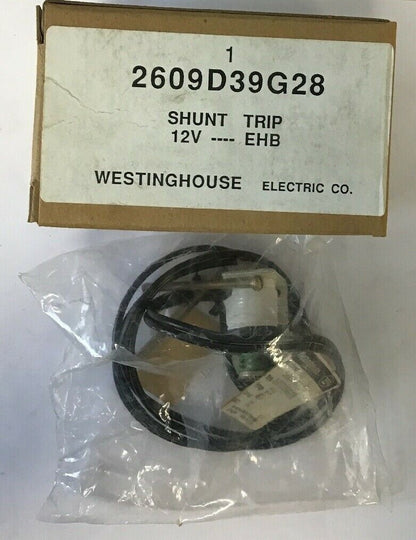 1
2609D39G28
SHUNT TRIP
12V ---- EHB
WESTINGHOUSE ELECTRIC CO.